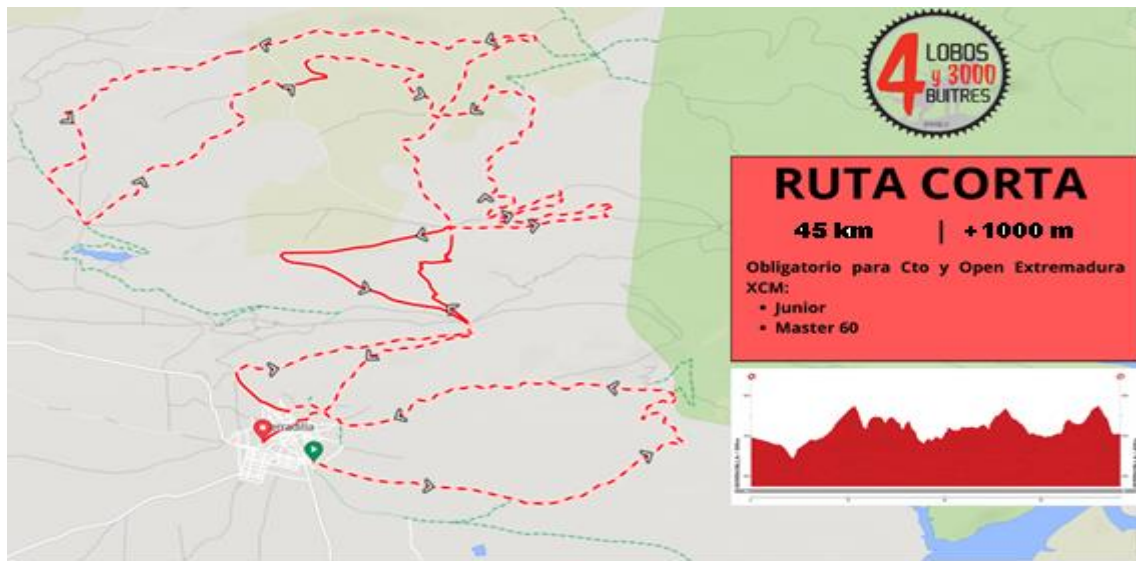 4 LOBOS
y 3000
BUITRES
RUTA CORTA
45 km | +1000 m
Obligatorio para Cto y Open Extremadura
XCM:
• Junior
• Master 60